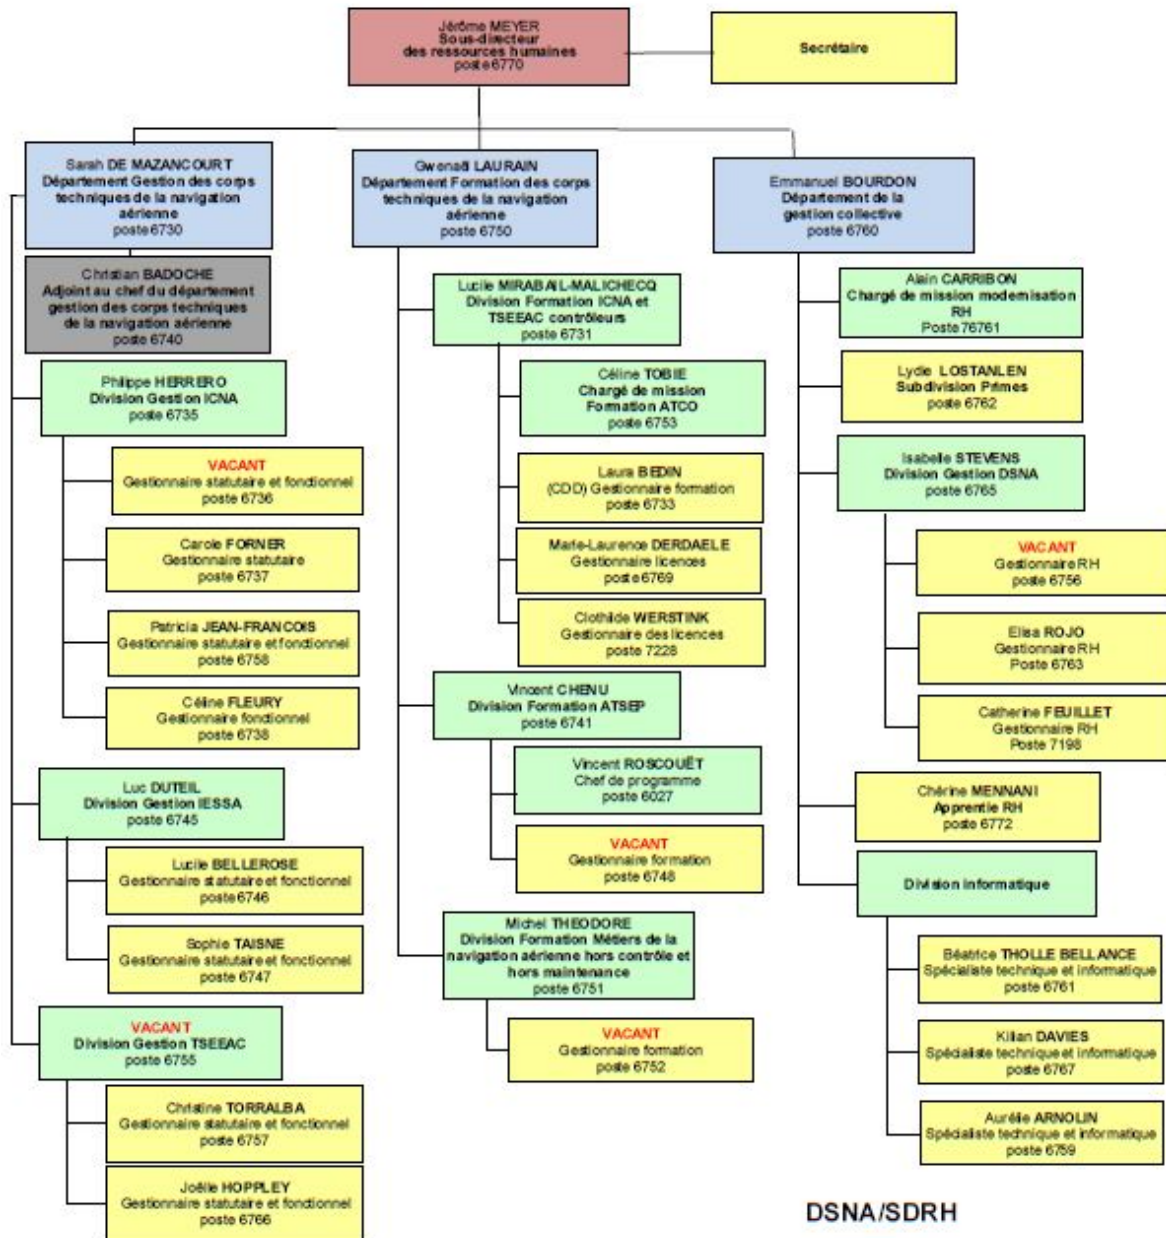 Jérôme MEYER
Sous-directeur
des ressources humaines
poste 6770
Secrétaire
Sarah DE MAZANCOURT
Département Gestion des corps
techniques de la navigation
aérienne
poste 6730
Christian BADOCHE
Adjoint au chef du département
gestion des corps techniques
de la navigation aérienne
poste 6740
Philippe HERRERO
Division Gestion ICNA
poste 6735
VACANT
Gestionnaire statutaire et fonctionnel
poste 6736
Carole FORNER
Gestionnaire statutaire
poste 6737
Patricia JEAN-FRANCOIS
Gestionnaire statutaire et fonctionnel
poste 6758
Céline FLEURY
Gestionnaire fonctionnel
poste 6738
Luc DUTEIL
Division Gestion IESSA
poste 6745
Lucile BELLEROSE
Gestionnaire statutaire et fonctionnel
poste 6746
Sophie TAISNE
Gestionnaire statutaire et fonctionnel
poste 6747
VACANT
Division Gestion TSEEAC
poste 6755
Christine TORRALBA
Gestionnaire statutaire et fonctionnel
poste 6757
Joëlle HOPPLEY
Gestionnaire statutaire et fonctionnel
poste 6766
Gwenaël LAURAIN
Département Formation des corps
techniques de la navigation
aérienne
poste 6750
Lucile MIRABAIL-MALICHECQ
Division Formation ICNA et
TSEEAC contrôleurs
poste 6731
Céline TOBIE
Chargé de mission
Formation ATCO
poste 6753
Laura BEDIN
(CDD) Gestionnaire formation
poste 6733
Marie-Laurence DERDAELE
Gestionnaire licences
poste 6769
Clothilde WERSTINK
Gestionnaire des licences
poste 7228
Vincent CHENU
Division Formation ATSEP
poste 6741
Vincent ROSCOUËT
Chef de programme
poste 6027
VACANT
Gestionnaire formation
poste 6748
Michel THEODORE
Division Formation Métiers de la
navigation aérienne hors contrôle et
hors maintenance
poste 6751
VACANT
Gestionnaire formation
poste 6752
Emmanuel BOURDON
Département de la
gestion collective
poste 6760
Alain CARRIBON
Chargé de mission modernisation
RH
Poste 76761
Lydie LOSTANLEN
Subdivision Primes
poste 6762
Isabelle STEVENS
Division Gestion DSNA
poste 6765
VACANT
Gestionnaire RH
poste 6756
Elisa ROJO
Gestionnaire RH
Poste 6763
Catherine FEUILLET
Gestionnaire RH
Poste 7198
Chérine MENNANI
Apprentie RH
poste 6772
Division informatique
Béatrice THOLLE BELLANCE
Spécialiste technique et informatique
poste 6761
Kilian DAVIES
Spécialiste technique et informatique
poste 6767
Aurélie ARNOLIN
Spécialiste technique et informatique
poste 6759
DSNA/SDRH